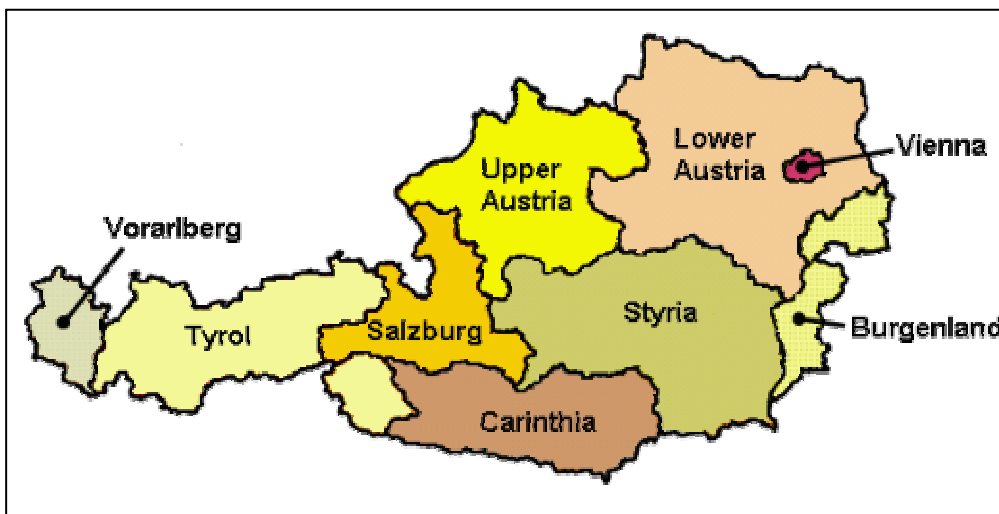 Lower
Austria
Vienna
Upper
Austria
Vorarlberg
Tyrol
Salzburg
Styria
Burgenland
Carinthia